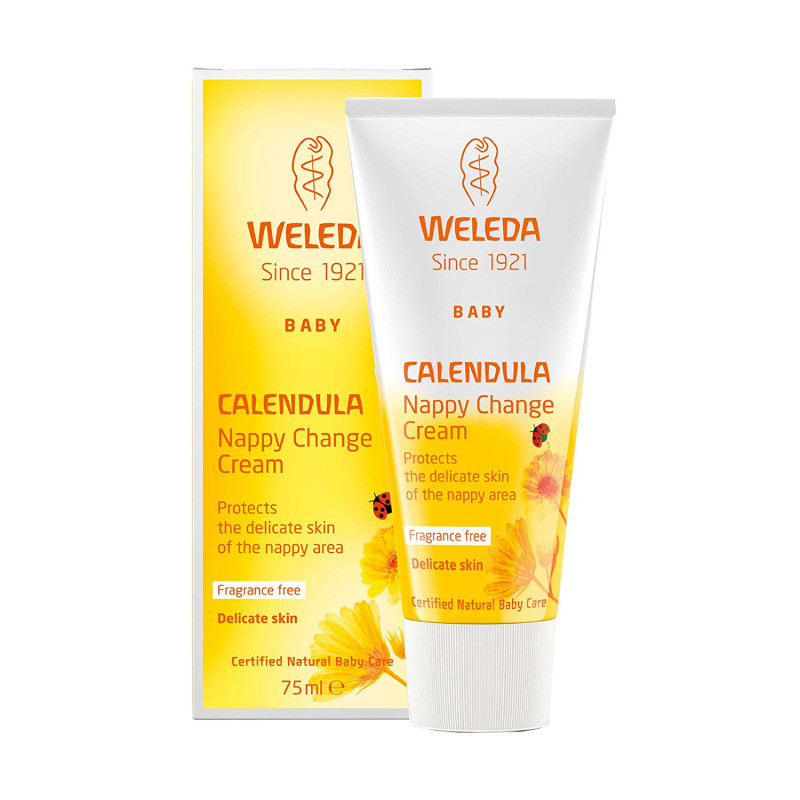 WELEDA
Since 1921
BABY
CALENDULA
Nappy Change
Cream
Protects
the delicate skin
of the nappy area
Fragrance free
Delicate skin
Certified Natural Baby Care
75ml e
WELEDA
Since 1921
BABY
CALENDULA
Nappy Change
Cream
Protects
the delicate skin
of the nappy area
Fragrance free
Delicate skin
Certified Natural Baby Care